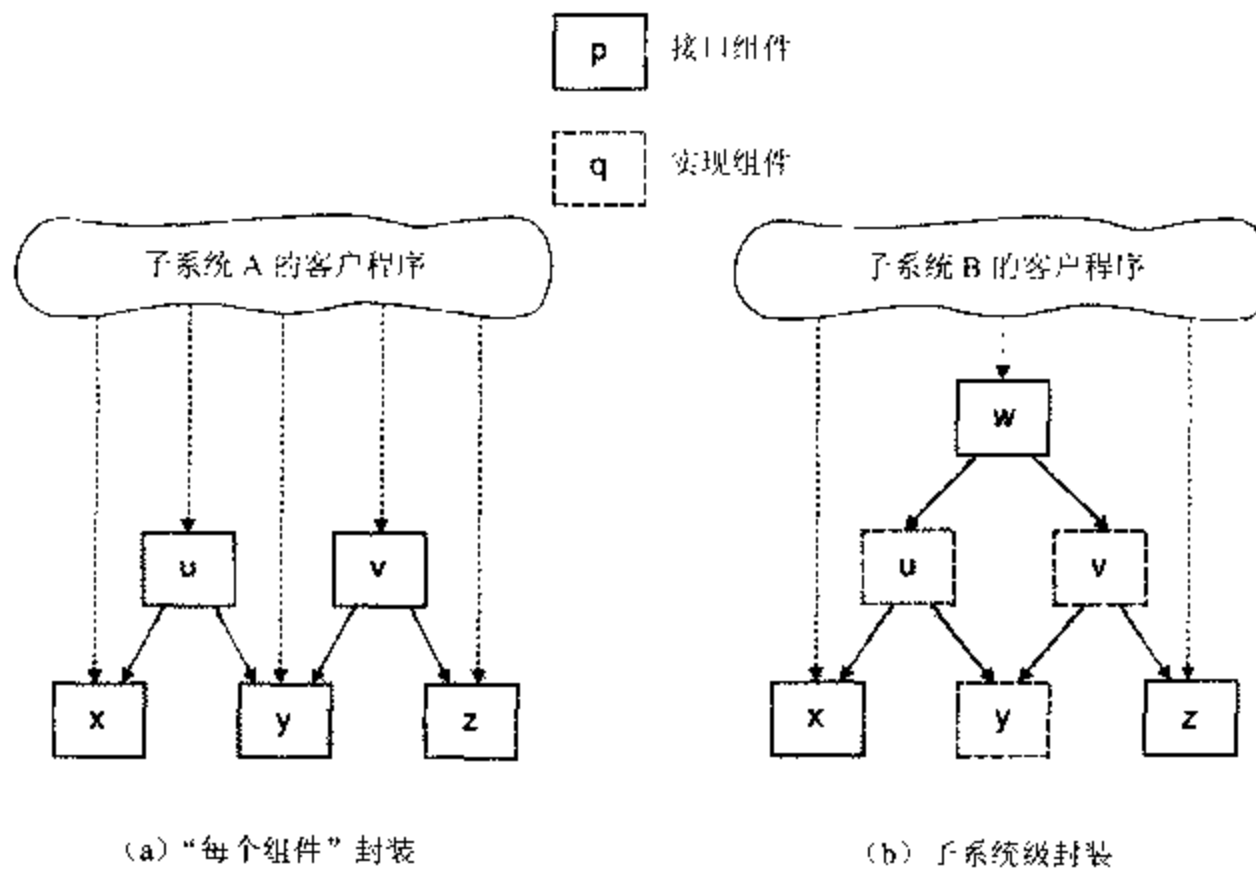 p 接口组件
q 实现组件
子系统 A 的客户程序
子系统 B 的客户程序
w
u v
u v
x y z
x y z
(a)“每个组件”封装
(b) 子系统级封装